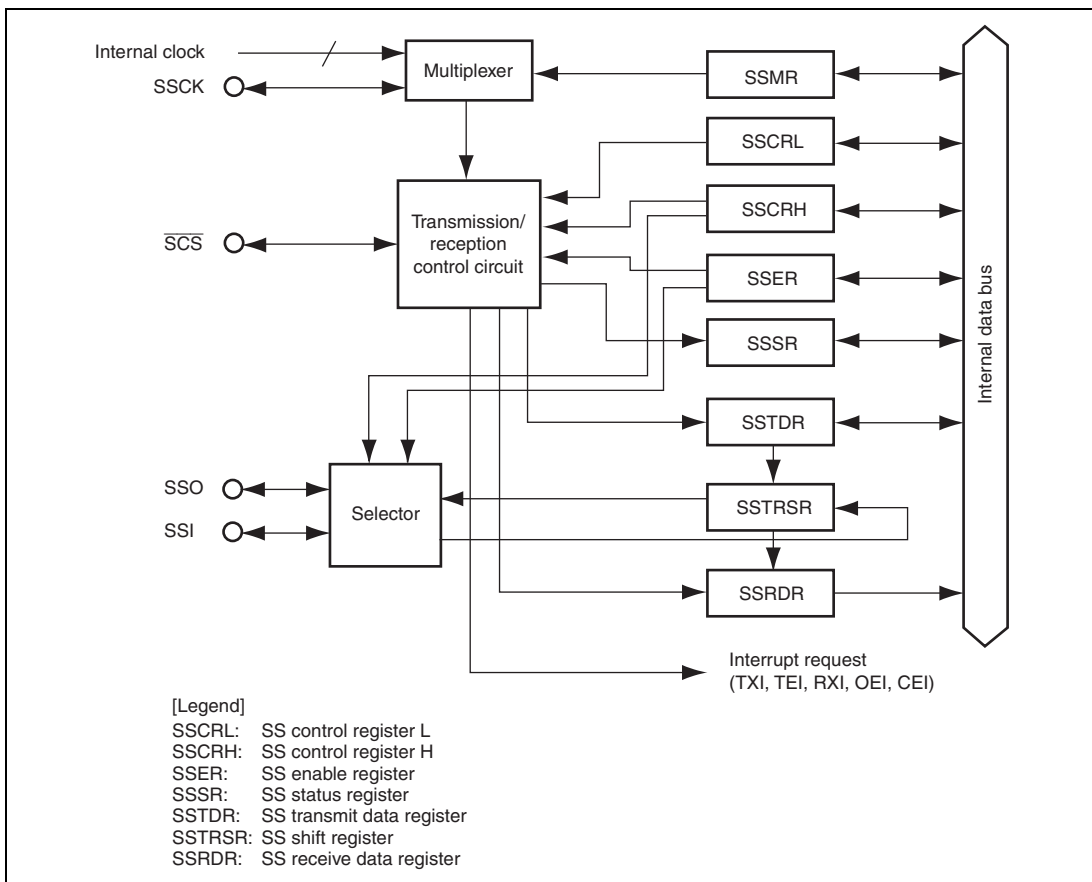 Internal clock
SSCK
Multiplexer
SSMR
SSCRL
SCS
Transmission/
reception
control circuit
SSCRH
SSER
SSSR
Internal data bus
SSTDR
SSO
SSI
Selector
SSTRSR
SSRDR
Interrupt request
(TXI, TEI, RXI, OEI, CEI)
[Legend]
SSCRL: SS control register L
SSCRH: SS control register H
SSER: SS enable register
SSSR: SS status register
SSTDR: SS transmit data register
SSTRSR: SS shift register
SSRDR: SS receive data register